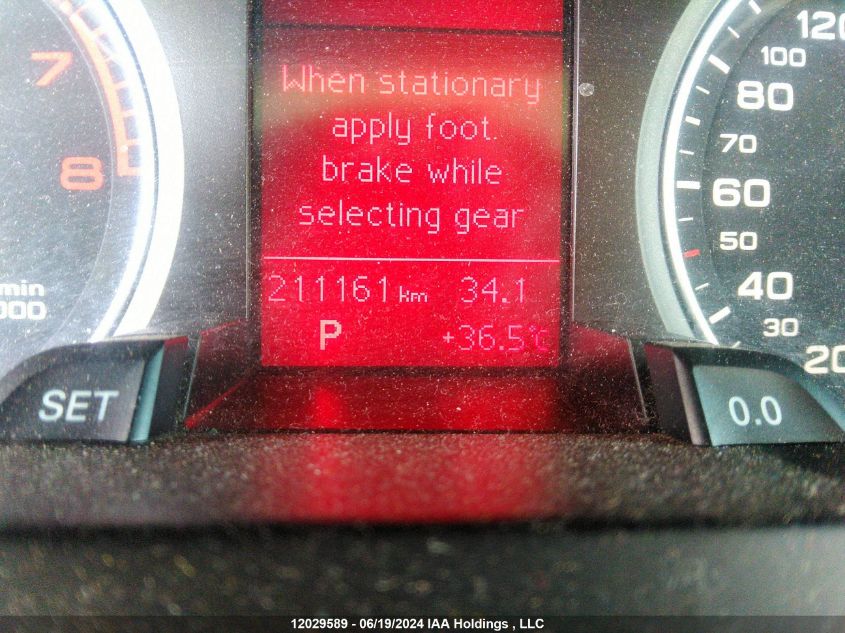 When stationary
apply foot.
brake while
selecting gear
211161 km 34.1
P +36.5°C
7
8
min
000
SET
120
100
80
70
60
50
40
30
20
0.0
12029589 - 06/19/2024 IAA Holdings , LLC